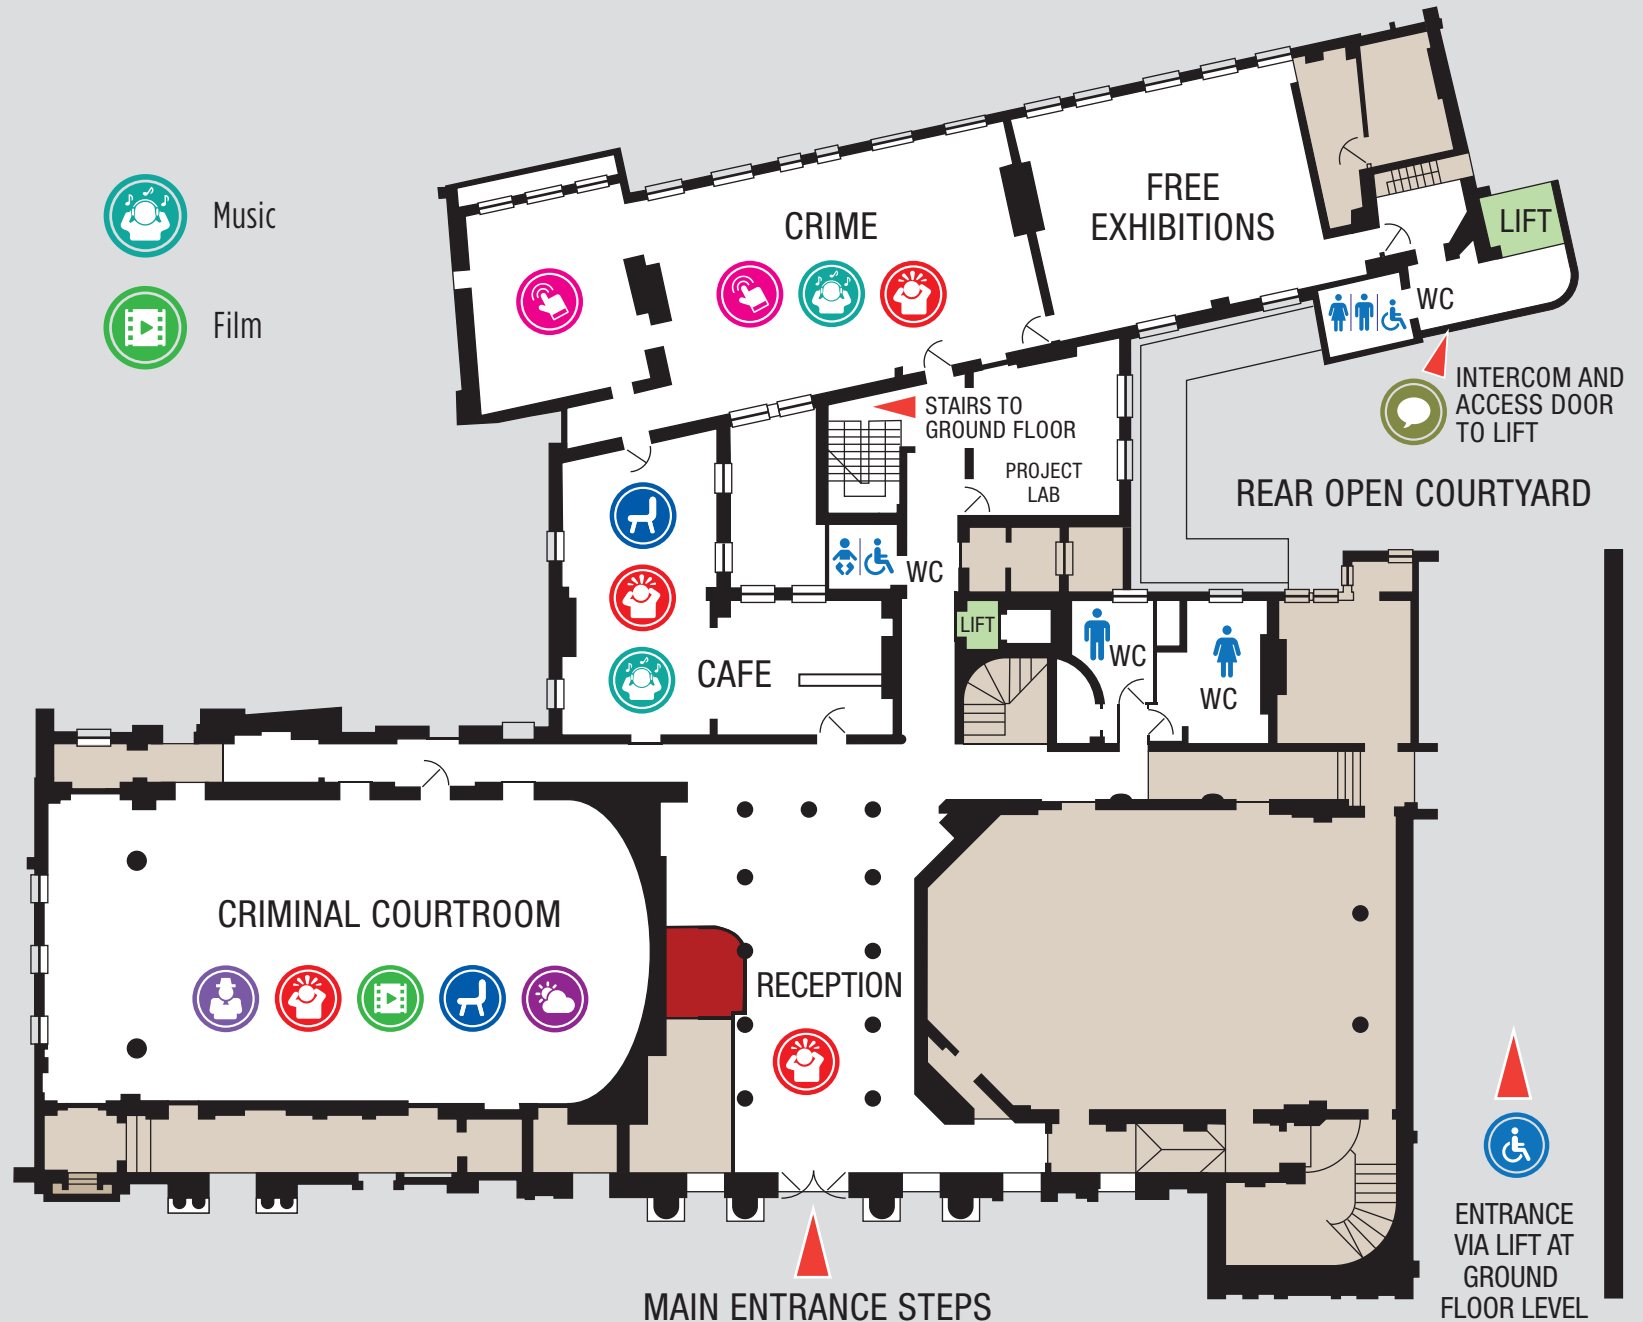 Music
Film
CRIME
FREE
EXHIBITIONS
LIFT
WC
INTERCOM AND
ACCESS DOOR
TO LIFT
STAIRS TO
GROUND FLOOR
PROJECT
LAB
REAR OPEN COURTYARD
WC
LIFT
WC
WC
CAFE
CRIMINAL COURTROOM
RECEPTION
MAIN ENTRANCE STEPS
ENTRANCE
VIA LIFT AT
GROUND
FLOOR LEVEL